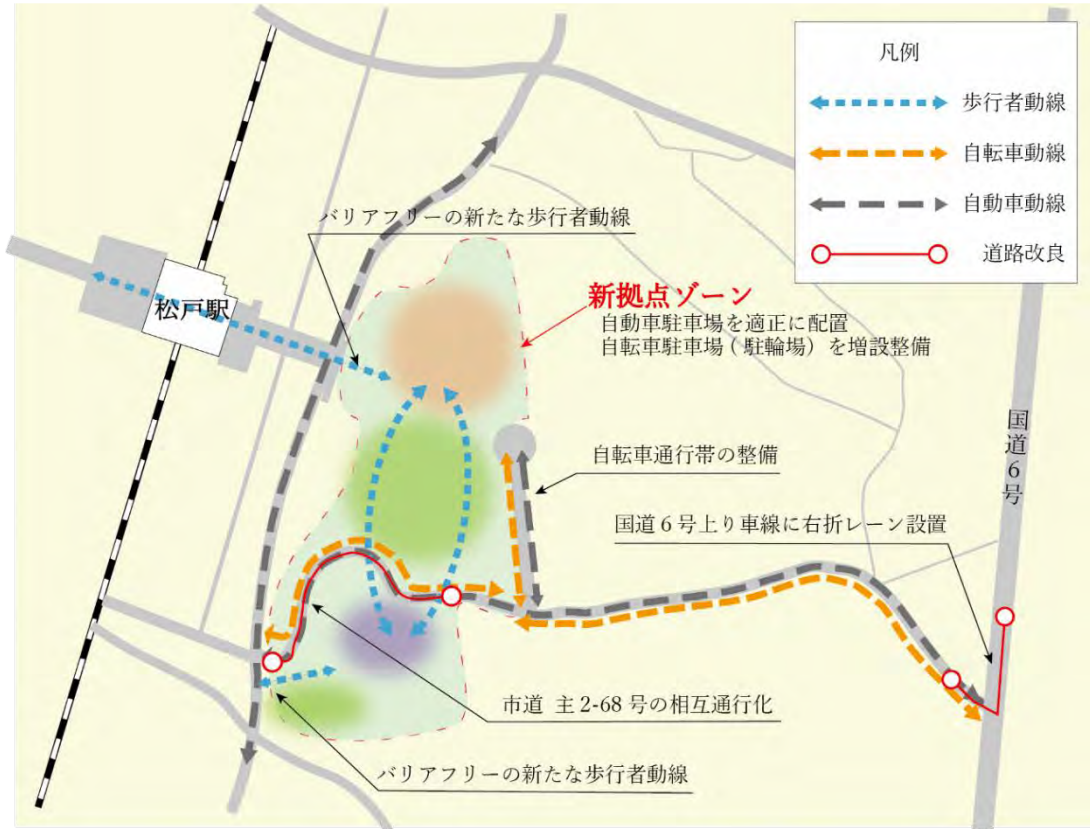 凡例
歩行者動線
自転車動線
自動車動線
道路改良
バリアフリーの新たな歩行者動線
松戸駅
新拠点ゾーン
自動車駐車場を適正に配置
自転車駐車場(駐輪場)を増設整備
国道6号
自転車通行帯の整備
国道6号上り車線に右折レーン設置
市道 主2-68号の相互通行化
バリアフリーの新たな歩行者動線